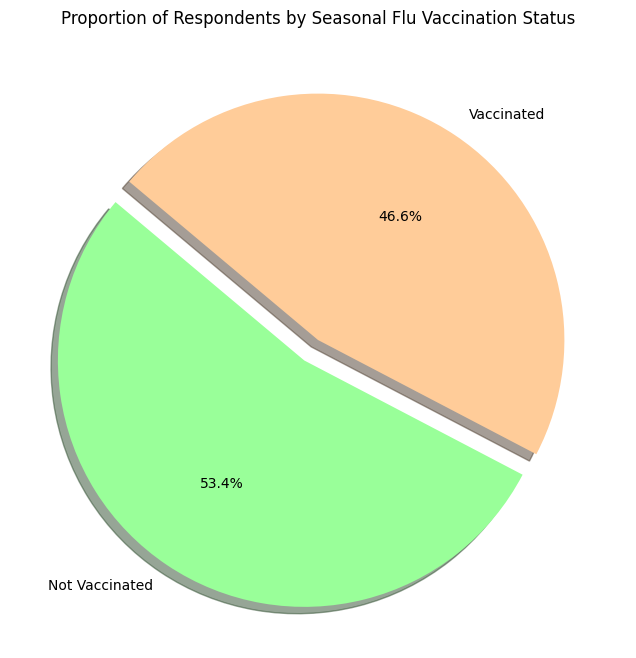 Proportion of Respondents by Seasonal Flu Vaccination Status
Vaccinated
46.6%
53.4%
Not Vaccinated